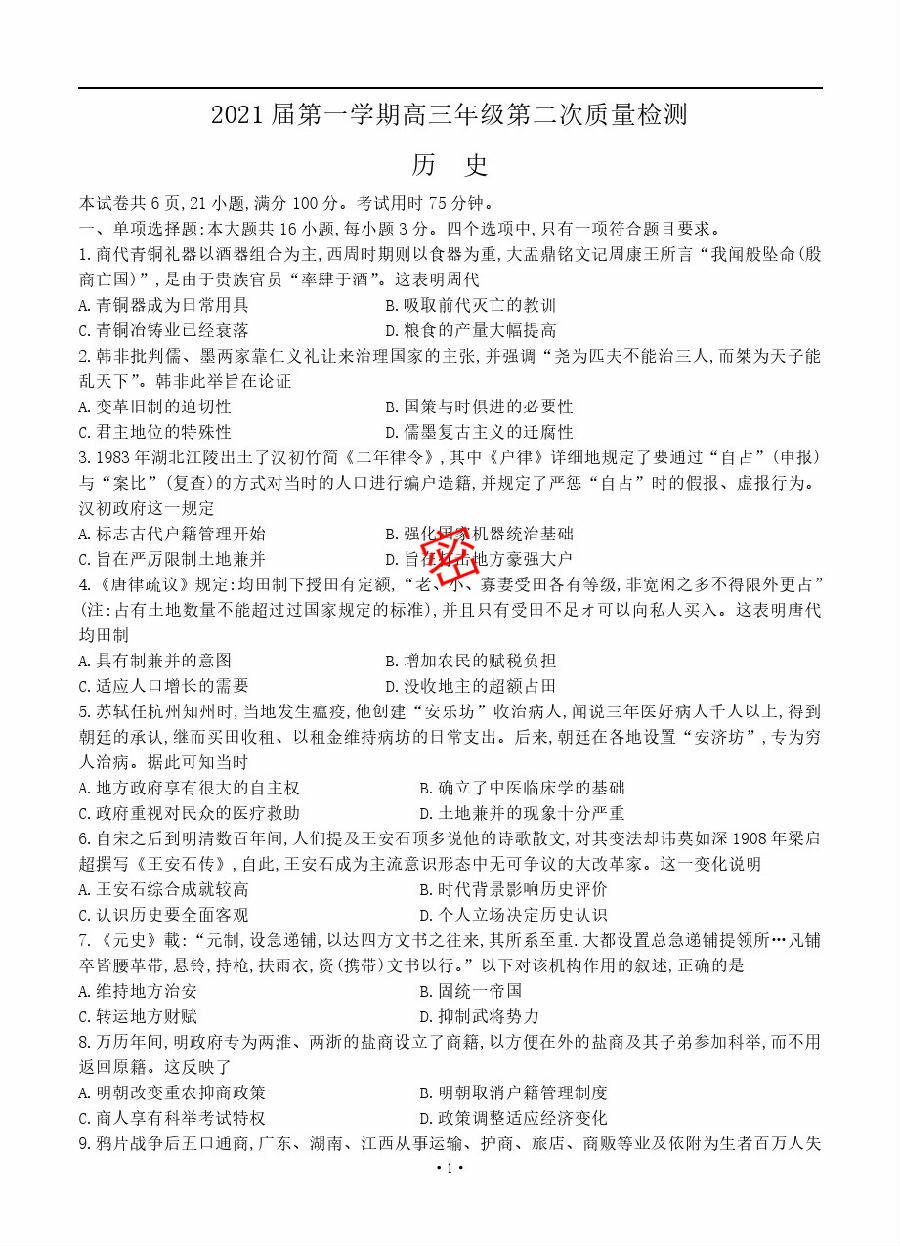 2021届第一学期高三年级第二次质量检测
历 史
本试卷共6页,21小题,满分100分。考试用时75分钟。
一、单项选择题:本大题共16小题,每小题3分。四个选项中,只有一项符合题目要求。
1.商代青铜礼器以酒器组合为主,西周时期则以食器为重,大盂鼎铭文记周康王所言“我闻殷坠命(殷
商亡国)”,是由于贵族官员“率肆于酒”。这表明周代
A.青铜器成为日常用具 B.吸取前代灭亡的教训
C.青铜冶铸业已经衰落 D.粮食的产量大幅提高
2.韩非批判儒、墨两家靠仁义礼让来治理国家的主张,并强调“尧为匹夫不能治三人,而桀为天子能
乱天下”。韩非此举旨在论证
A.变革旧制的迫切性 B.国策与时俱进的必要性
C.君主地位的特殊性 D.儒墨复古主义的迂腐性
3.1983年湖北江陵出土了汉初竹简《二年律令》,其中《户律》详细地规定了要通过“自占”(申报)
与“案比”(复查)的方式对当时的人口进行编户造籍,并规定了严惩“自占”时的假报、虚报行为。
汉初政府这一规定
A.标志古代户籍管理开始 B.强化国家机器统治基础
C.旨在严厉限制土地兼并 D.旨在打击地方豪强大户
密
4.《唐律疏议》规定:均田制下授田有定额,“老、小、寡妻受田各有等级,非宽闲之乡不得限外更占”
(注:占有土地数量不能超过过国家规定的标准),并且只有受田不足才可以向私人买入。这表明唐代
均田制
A.具有制兼并的意图 B.增加农民的赋税负担
C.适应人口增长的需要 D.没收地主的超额占田
5.苏轼任杭州知州时,当地发生瘟疫,他创建“安乐坊”收治病人,闻说三年医好病人千人以上,得到
朝廷的承认,继而买田收租、以租金维持病坊的日常支出。后来,朝廷在各地设置“安济坊”,专为穷
人治病。据此可知当时
A.地方政府享有很大的自主权 B.确立了中医临床学的基础
C.政府重视对民众的医疗救助 D.土地兼并的现象十分严重
6.自宋之后到明清数百年间,人们提及王安石顶多说他的诗歌散文,对其变法却讳莫如深1908年梁启
超撰写《王安石传》,自此,王安石成为主流意识形态中无可争议的大改革家。这一变化说明
A.王安石综合成就较高 B.时代背景影响历史评价
C.认识历史要全面客观 D.个人立场决定历史认识
7.《元史》載:“元制,设急递铺,以达四方文书之往来,其所系至重.大都设置总急递铺提领所…凡铺
卒皆腰革带,悬铃,持枪,扶雨衣,赍(携带)文书以行。”以下对该机构作用的叙述,正确的是
A.维持地方治安 B.固统一帝国
C.转运地方财赋 D.抑制武将势力
8.万历年间,明政府专为两淮、两浙的盐商设立了商籍,以方便在外的盐商及其子弟参加科举,而不用
返回原籍。这反映了
A.明朝改变重农抑商政策 B.明朝取消户籍管理制度
C.商人享有科举考试特权 D.政策调整适应经济变化
9.鸦片战争后五口通商,广东、湖南、江西从事运输、护商、旅店、商贩等业及依附为生者百万人失
·1·